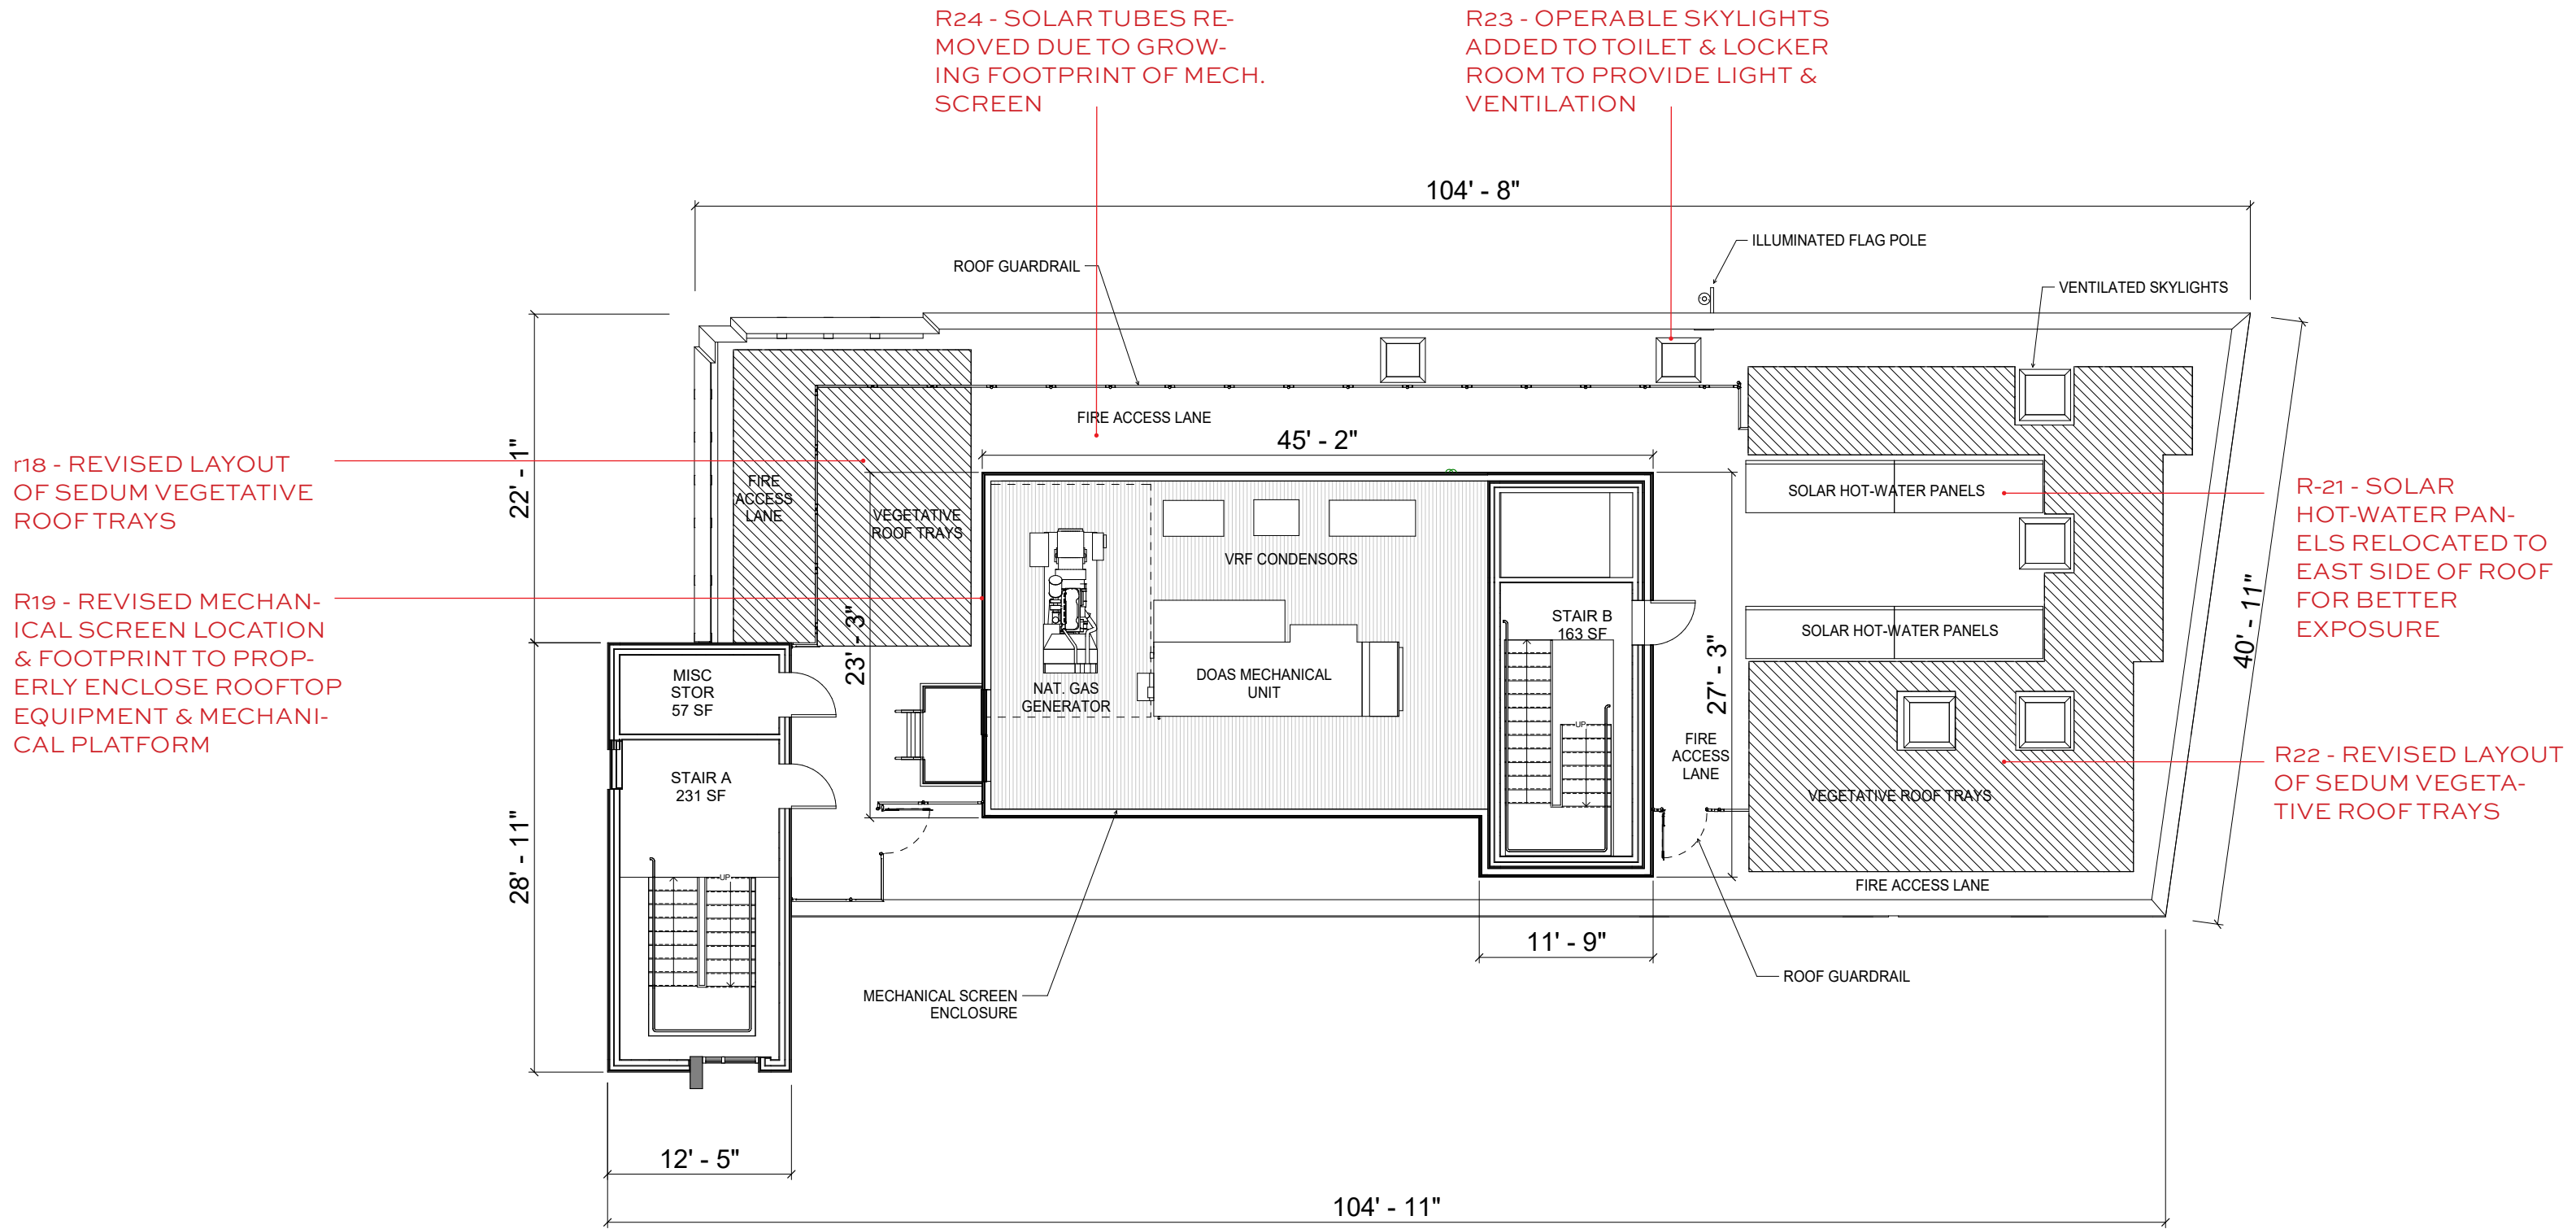 R24 - SOLAR TUBES RE-
MOVED DUE TO GROW-
ING FOOTPRINT OF MECH.
SCREEN
R23 - OPERABLE SKYLIGHTS
ADDED TO TOILET & LOCKER
ROOM TO PROVIDE LIGHT &
VENTILATION
104' - 8"
ILLUMINATED FLAG POLE
ROOF GUARDRAIL
VENTILATED SKYLIGHTS
22' - 1"
FIRE ACCESS LANE
45' - 2"
r18 - REVISED LAYOUT
OF SEDUM VEGETATIVE
ROOF TRAYS
FIRE
ACCESS
LANE
VEGETATIVE
ROOF TRAYS
SOLAR HOT-WATER PANELS
R-21 - SOLAR
HOT-WATER PAN-
ELS RELOCATED TO
EAST SIDE OF ROOF
FOR BETTER
EXPOSURE
VRF CONDENSORS
R19 - REVISED MECHAN-
ICAL SCREEN LOCATION
& FOOTPRINT TO PROP-
ERLY ENCLOSE ROOFTOP
EQUIPMENT & MECHANI-
CAL PLATFORM
23' - 3"
STAIR B
163 SF
SOLAR HOT-WATER PANELS
40' - 11"
27' - 3"
MISC
STOR
57 SF
NAT. GAS
GENERATOR
DOAS MECHANICAL
UNIT
UP
FIRE
ACCESS
LANE
R22 - REVISED LAYOUT
OF SEDUM VEGETA-
TIVE ROOF TRAYS
STAIR A
231 SF
VEGETATIVE ROOF TRAYS
28' - 11"
UP
FIRE ACCESS LANE
11' - 9"
ROOF GUARDRAIL
MECHANICAL SCREEN
ENCLOSURE
12' - 5"
104' - 11"